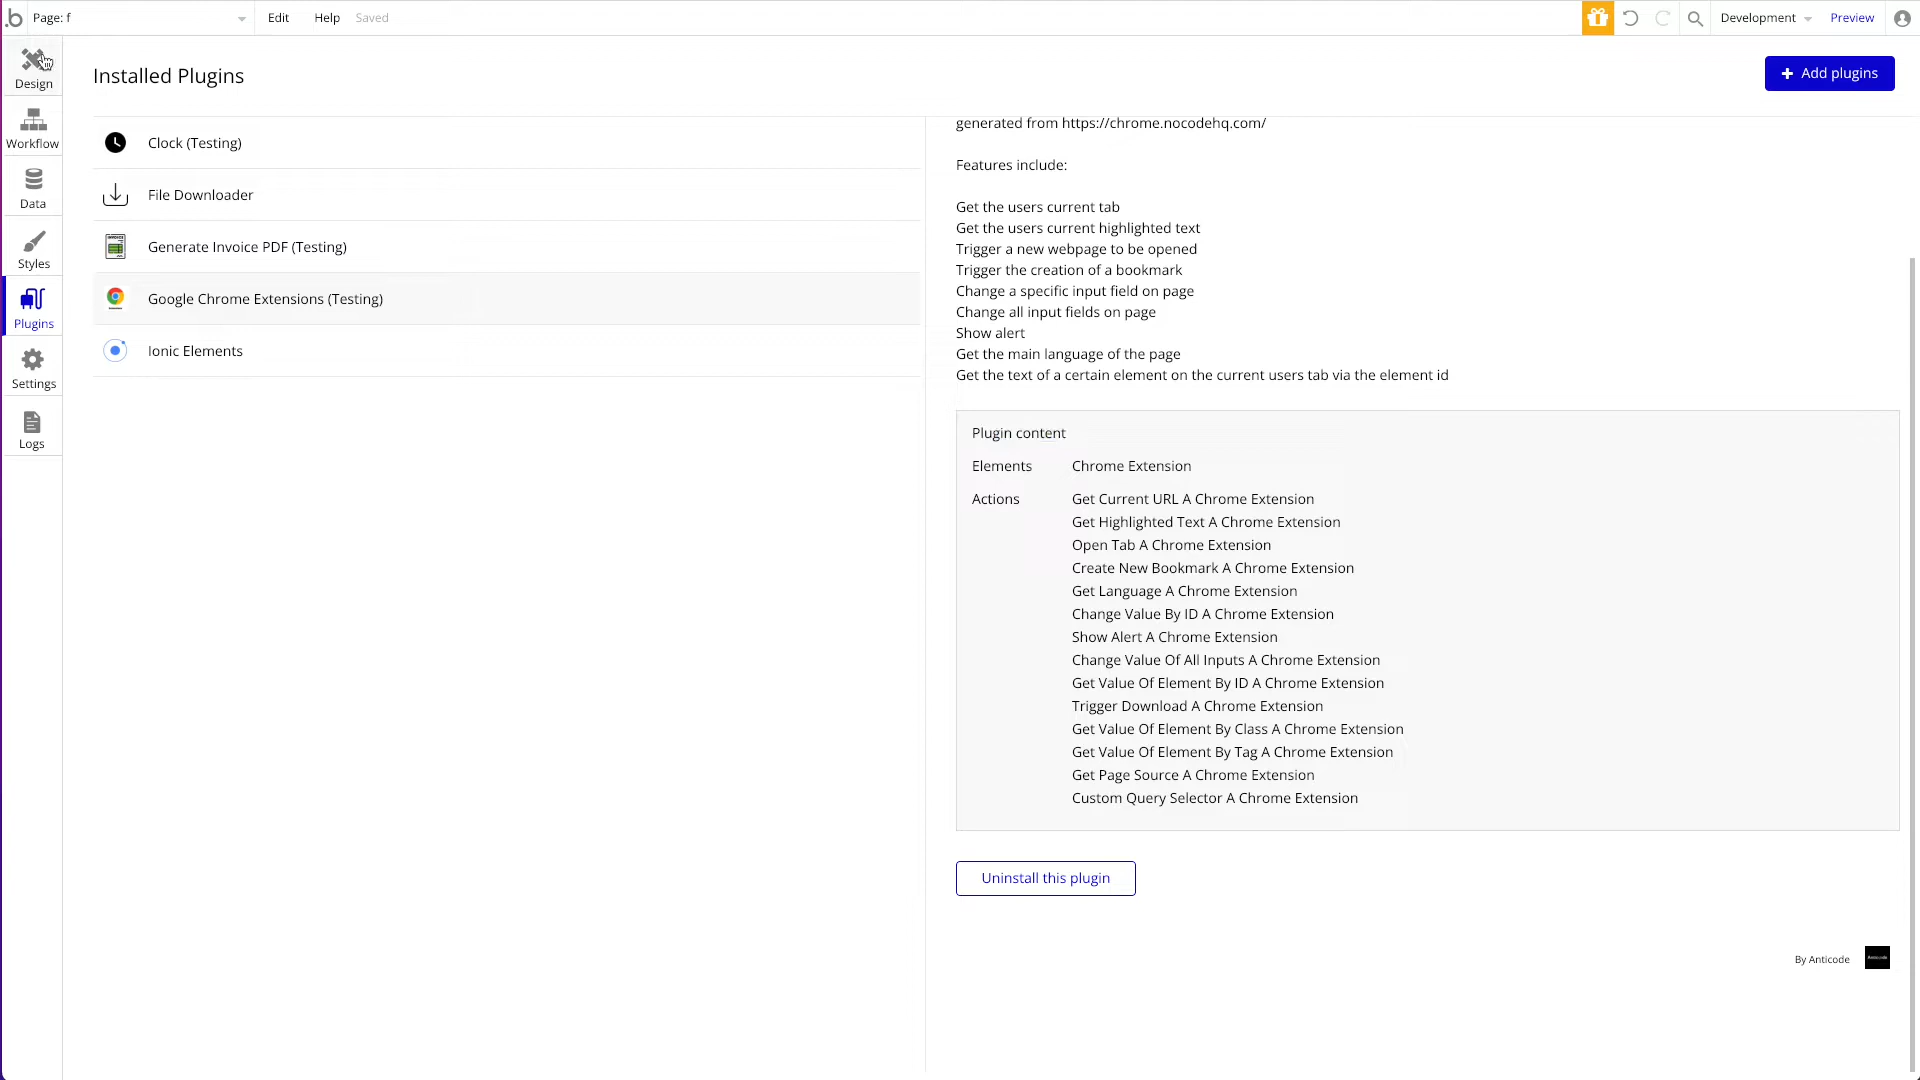 .b Page: f Edit Help Saved Development Preview
Design
Workflow
Data
Styles
Plugins
Settings
Logs
Installed Plugins
+ Add plugins
Clock (Testing)
File Downloader
Generate Invoice PDF (Testing)
Google Chrome Extensions (Testing)
Ionic Elements
generated from https://chrome.nocodehq.com/
Features include:
Get the users current tab
Get the users current highlighted text
Trigger a new webpage to be opened
Trigger the creation of a bookmark
Change a specific input field on page
Change all input fields on page
Show alert
Get the main language of the page
Get the text of a certain element on the current users tab via the element id
Plugin content
Elements Chrome Extension
Actions Get Current URL A Chrome Extension
Get Highlighted Text A Chrome Extension
Open Tab A Chrome Extension
Create New Bookmark A Chrome Extension
Get Language A Chrome Extension
Change Value By ID A Chrome Extension
Show Alert A Chrome Extension
Change Value Of All Inputs A Chrome Extension
Get Value Of Element By ID A Chrome Extension
Trigger Download A Chrome Extension
Get Value Of Element By Class A Chrome Extension
Get Value Of Element By Tag A Chrome Extension
Get Page Source A Chrome Extension
Custom Query Selector A Chrome Extension
Uninstall this plugin
By Anticode